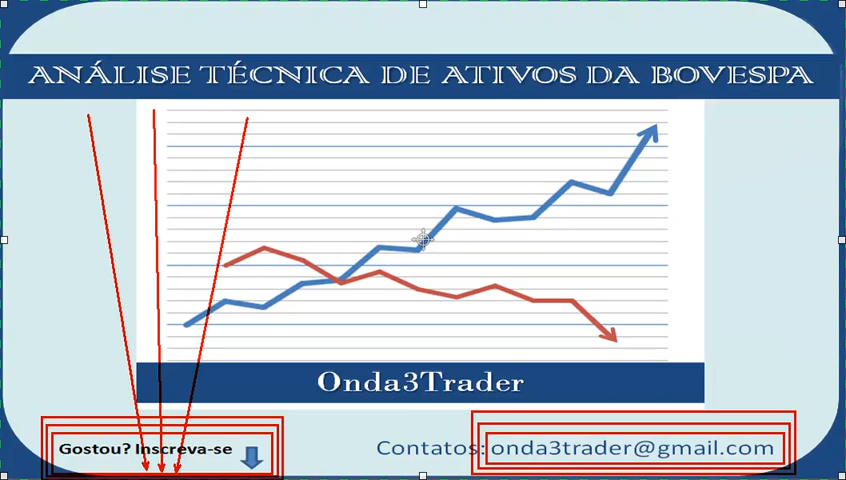 ANÁLISE TÉCNICA DE ATIVOS DA BOVESPA
Onda3Trader
Gostou? Inscreva-se
Contatos: onda3trader@gmail.com